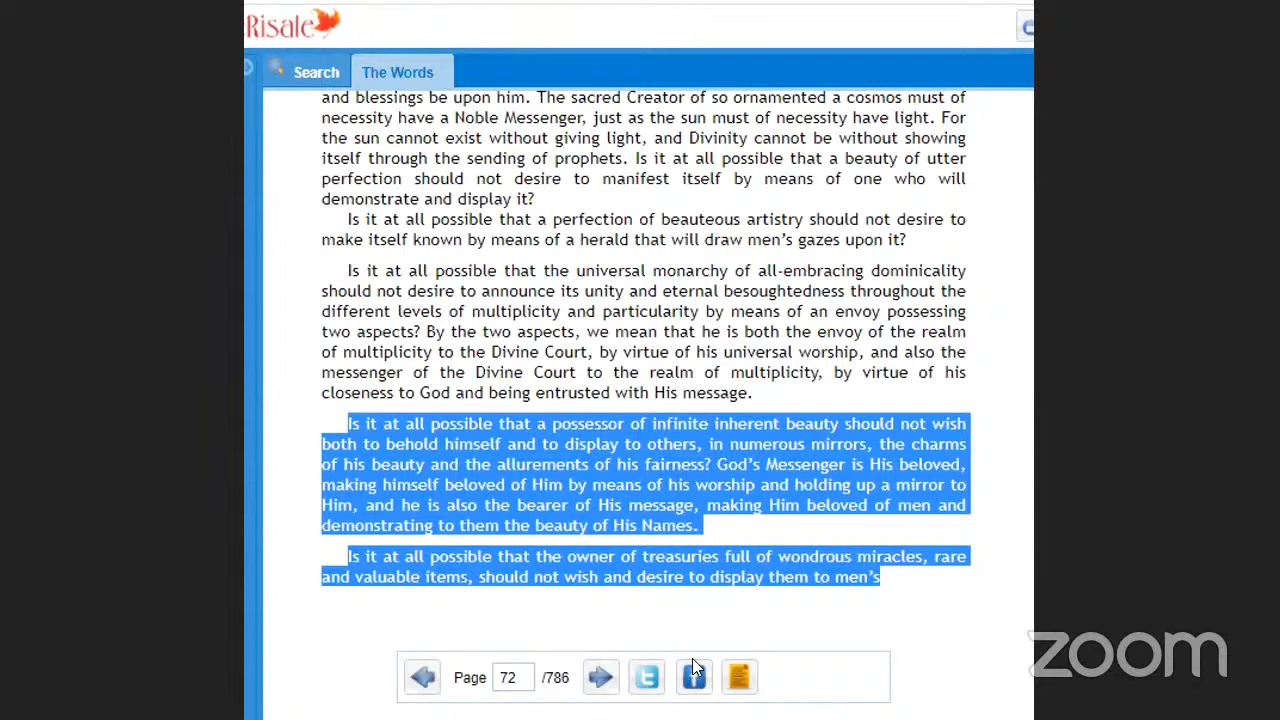 Risale
Search
The Words
and blessings be upon him. The sacred Creator of so ornamented a cosmos must of
necessity have a Noble Messenger, just as the sun must of necessity have light. For
the sun cannot exist without giving light, and Divinity cannot be without showing
itself through the sending of prophets. Is it at all possible that a beauty of utter
perfection should not desire to manifest itself by means of one who will
demonstrate and display it?
Is it at all possible that a perfection of beauteous artistry should not desire to
make itself known by means of a herald that will draw men’s gazes upon it?
Is it at all possible that the universal monarchy of all-embracing dominicality
should not desire to announce its unity and eternal besoughtedness throughout the
different levels of multiplicity and particularity by means of an envoy possessing
two aspects? By the two aspects, we mean that he is both the envoy of the realm
of multiplicity to the Divine Court, by virtue of his universal worship, and also the
messenger of the Divine Court to the realm of multiplicity, by virtue of his
closeness to God and being entrusted with His message.
Is it at all possible that a possessor of infinite inherent beauty should not wish
both to behold himself and to display to others, in numerous mirrors, the charms
of his beauty and the allurements of his fairness? God’s Messenger is His beloved,
making himself beloved of Him by means of his worship and holding up a mirror to
Him, and he is also the bearer of His message, making Him beloved of men and
demonstrating to them the beauty of His Names.
Is it at all possible that the owner of treasuries full of wondrous miracles, rare
and valuable items, should not wish and desire to display them to men’s
Page 72 /786
zoom